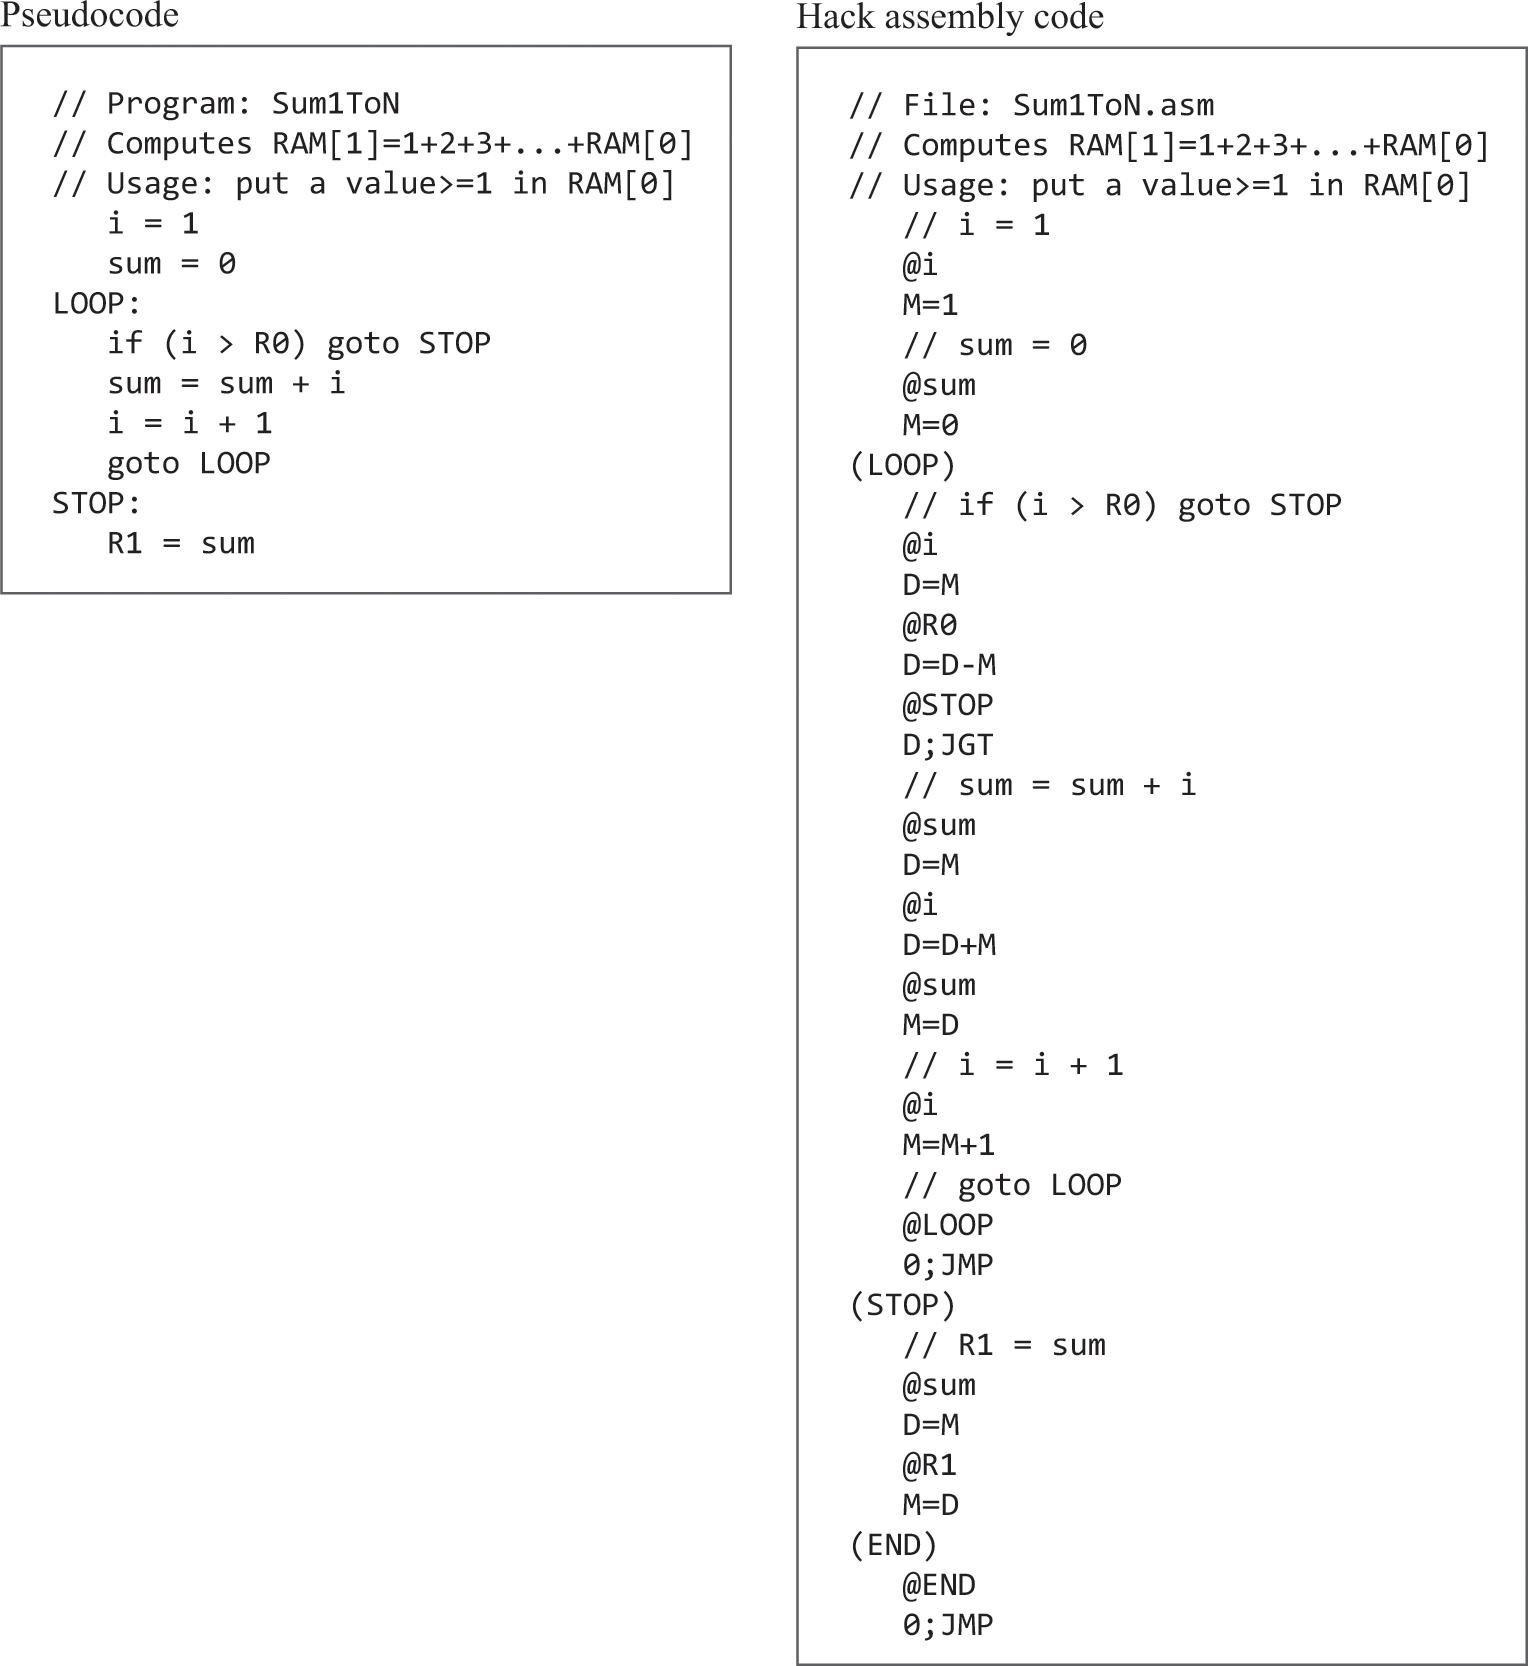 Pseudocode
// Program: Sum1ToN
// Computes RAM[1]=1+2+3+...+RAM[0]
// Usage: put a value>=1 in RAM[0]
   i = 1
   sum = 0
LOOP:
   if (i > R0) goto STOP
   sum = sum + i
   i = i + 1
   goto LOOP
STOP:
   R1 = sum
Hack assembly code
// File: Sum1ToN.asm
// Computes RAM[1]=1+2+3+...+RAM[0]
// Usage: put a value>=1 in RAM[0]
   // i = 1
   @i
   M=1
   // sum = 0
   @sum
   M=0
(LOOP)
   // if (i > R0) goto STOP
   @i
   D=M
   @R0
   D=D-M
   @STOP
   D;JGT
   // sum = sum + i
   @sum
   D=M
   @i
   D=D+M
   @sum
   M=D
   // i = i + 1
   @i
   M=M+1
   // goto LOOP
   @LOOP
   0;JMP
(STOP)
   // R1 = sum
   @sum
   D=M
   @R1
   M=D
(END)
   @END
   0;JMP